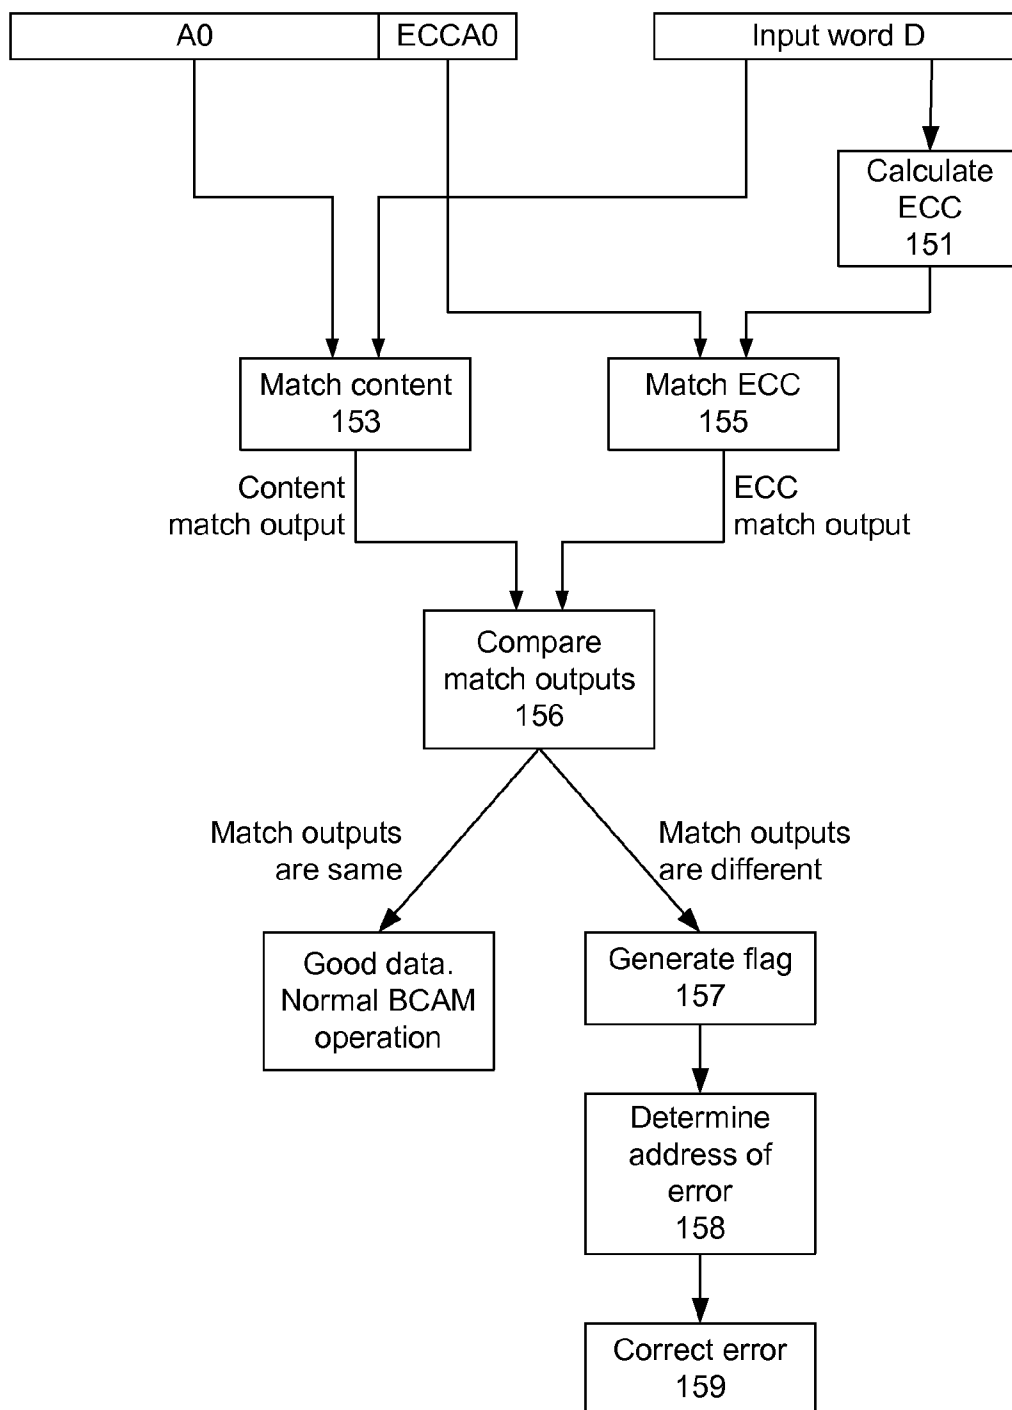 A0
ECCA0
Input word D
Calculate
ECC
151
Match content
153
Match ECC
155
Content
match output
ECC
match output
Compare
match outputs
156
Match outputs
are same
Match outputs
are different
Good data.
Normal BCAM
operation
Generate flag
157
Determine
address of
error
158
Correct error
159